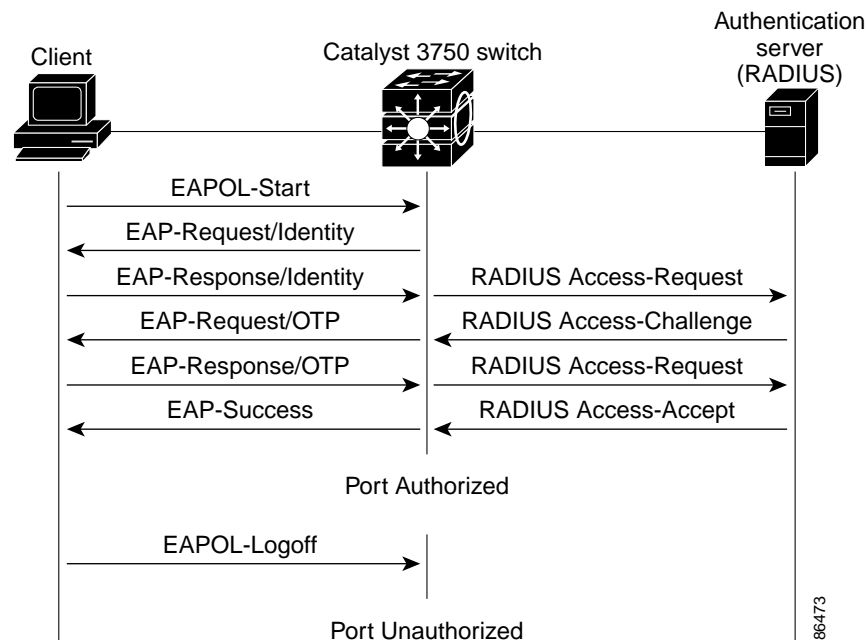 Client
Catalyst 3750 switch
Authentication
server
(RADIUS)
EAPOL-Start
EAP-Request/Identity
EAP-Response/Identity
RADIUS Access-Request
EAP-Request/OTP
RADIUS Access-Challenge
EAP-Response/OTP
RADIUS Access-Request
EAP-Success
RADIUS Access-Accept
Port Authorized
EAPOL-Logoff
Port Unauthorized
86473